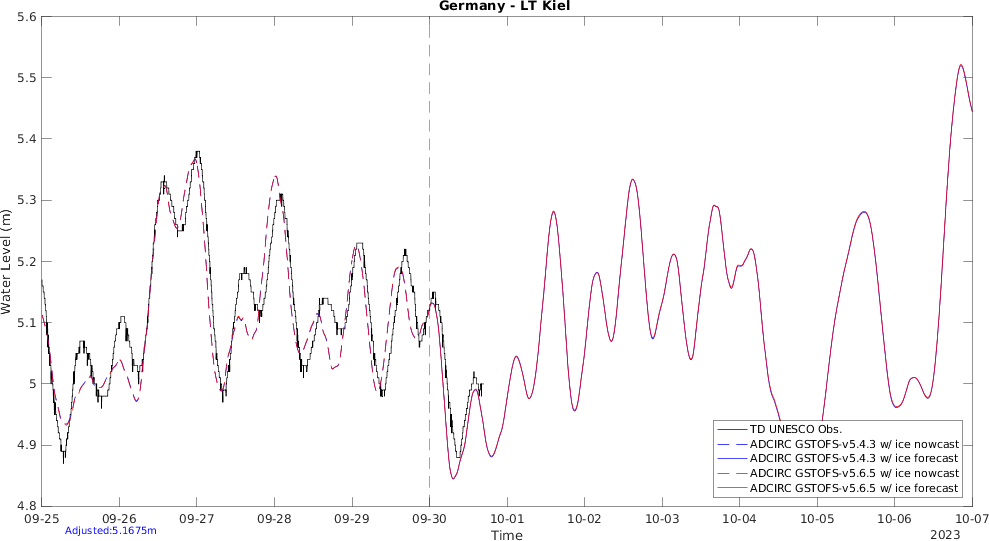 Germany - LT Kiel
5.6
5.5
5.4
5.3
5.2
5.1
5
4.9
4.8
Water Level (m)
TD UNESCO Obs.
ADCIRC GSTOFS-v5.4.3 w/ ice nowcast
ADCIRC GSTOFS-v5.4.3 w/ ice forecast
ADCIRC GSTOFS-v5.6.5 w/ ice nowcast
ADCIRC GSTOFS-v5.6.5 w/ ice forecast
09-25 09-26 09-27 09-28 09-29 09-30 10-01 10-02 10-03 10-04 10-05 10-06 10-07
Adjusted:5.1675m
Time
2023